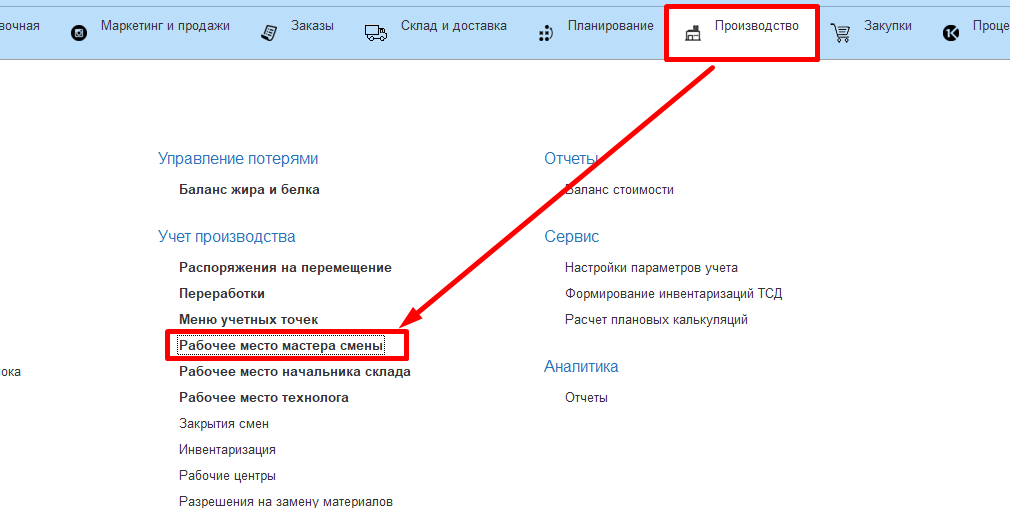 вочная
Маркетинг и продажи
Заказы
Склад и доставка
Планирование
Производство
Закупки
Проце
Управление потерями
Баланс жира и белка
Учет производства
Распоряжения на перемещение
Переработки
Меню учетных точек
Рабочее место мастера смены
Рабочее место начальника склада
Рабочее место технолога
Закрытия смен
Инвентаризация
Рабочие центры
Разрешения на замену материалов
ока
Отчеты
Баланс стоимости
Сервис
Настройки параметров учета
Формирование инвентаризаций ТСД
Расчет плановых калькуляций
Аналитика
Отчеты